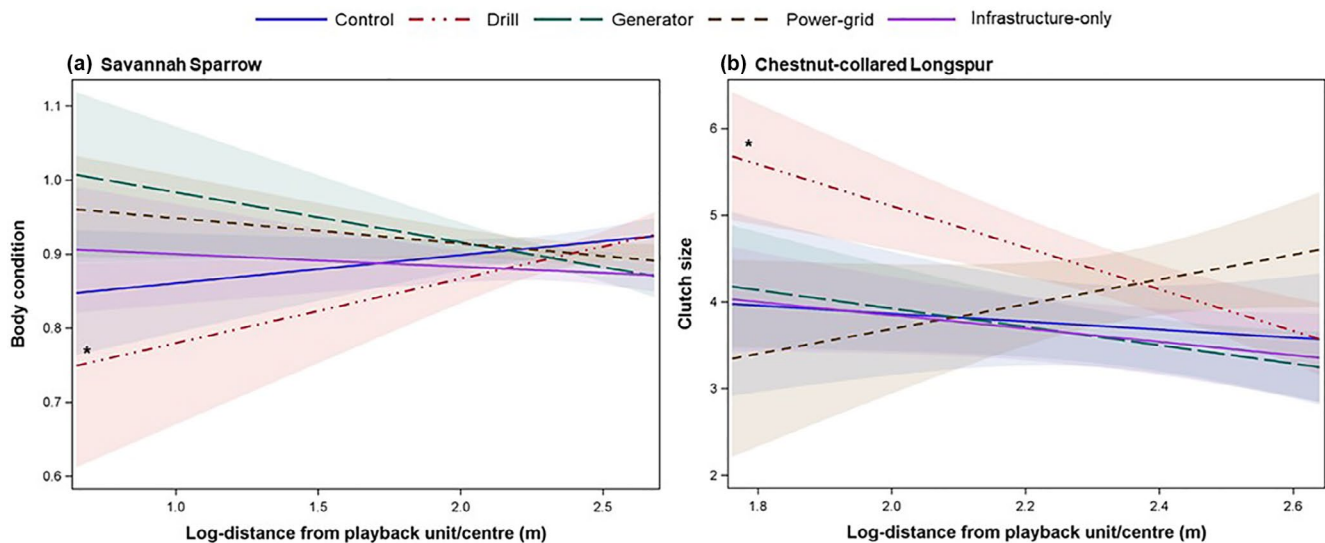 Control Drill Generator Power-grid Infrastructure-only
(a) Savannah Sparrow
Body condition
1.1
1.0
0.9
0.8
0.7
0.6
*
1.0 1.5 2.0 2.5
Log-distance from playback unit/centre (m)
(b) Chestnut-collared Longspur
Clutch size
6
5
4
3
2
*
1.8 2.0 2.2 2.4 2.6
Log-distance from playback unit/centre (m)